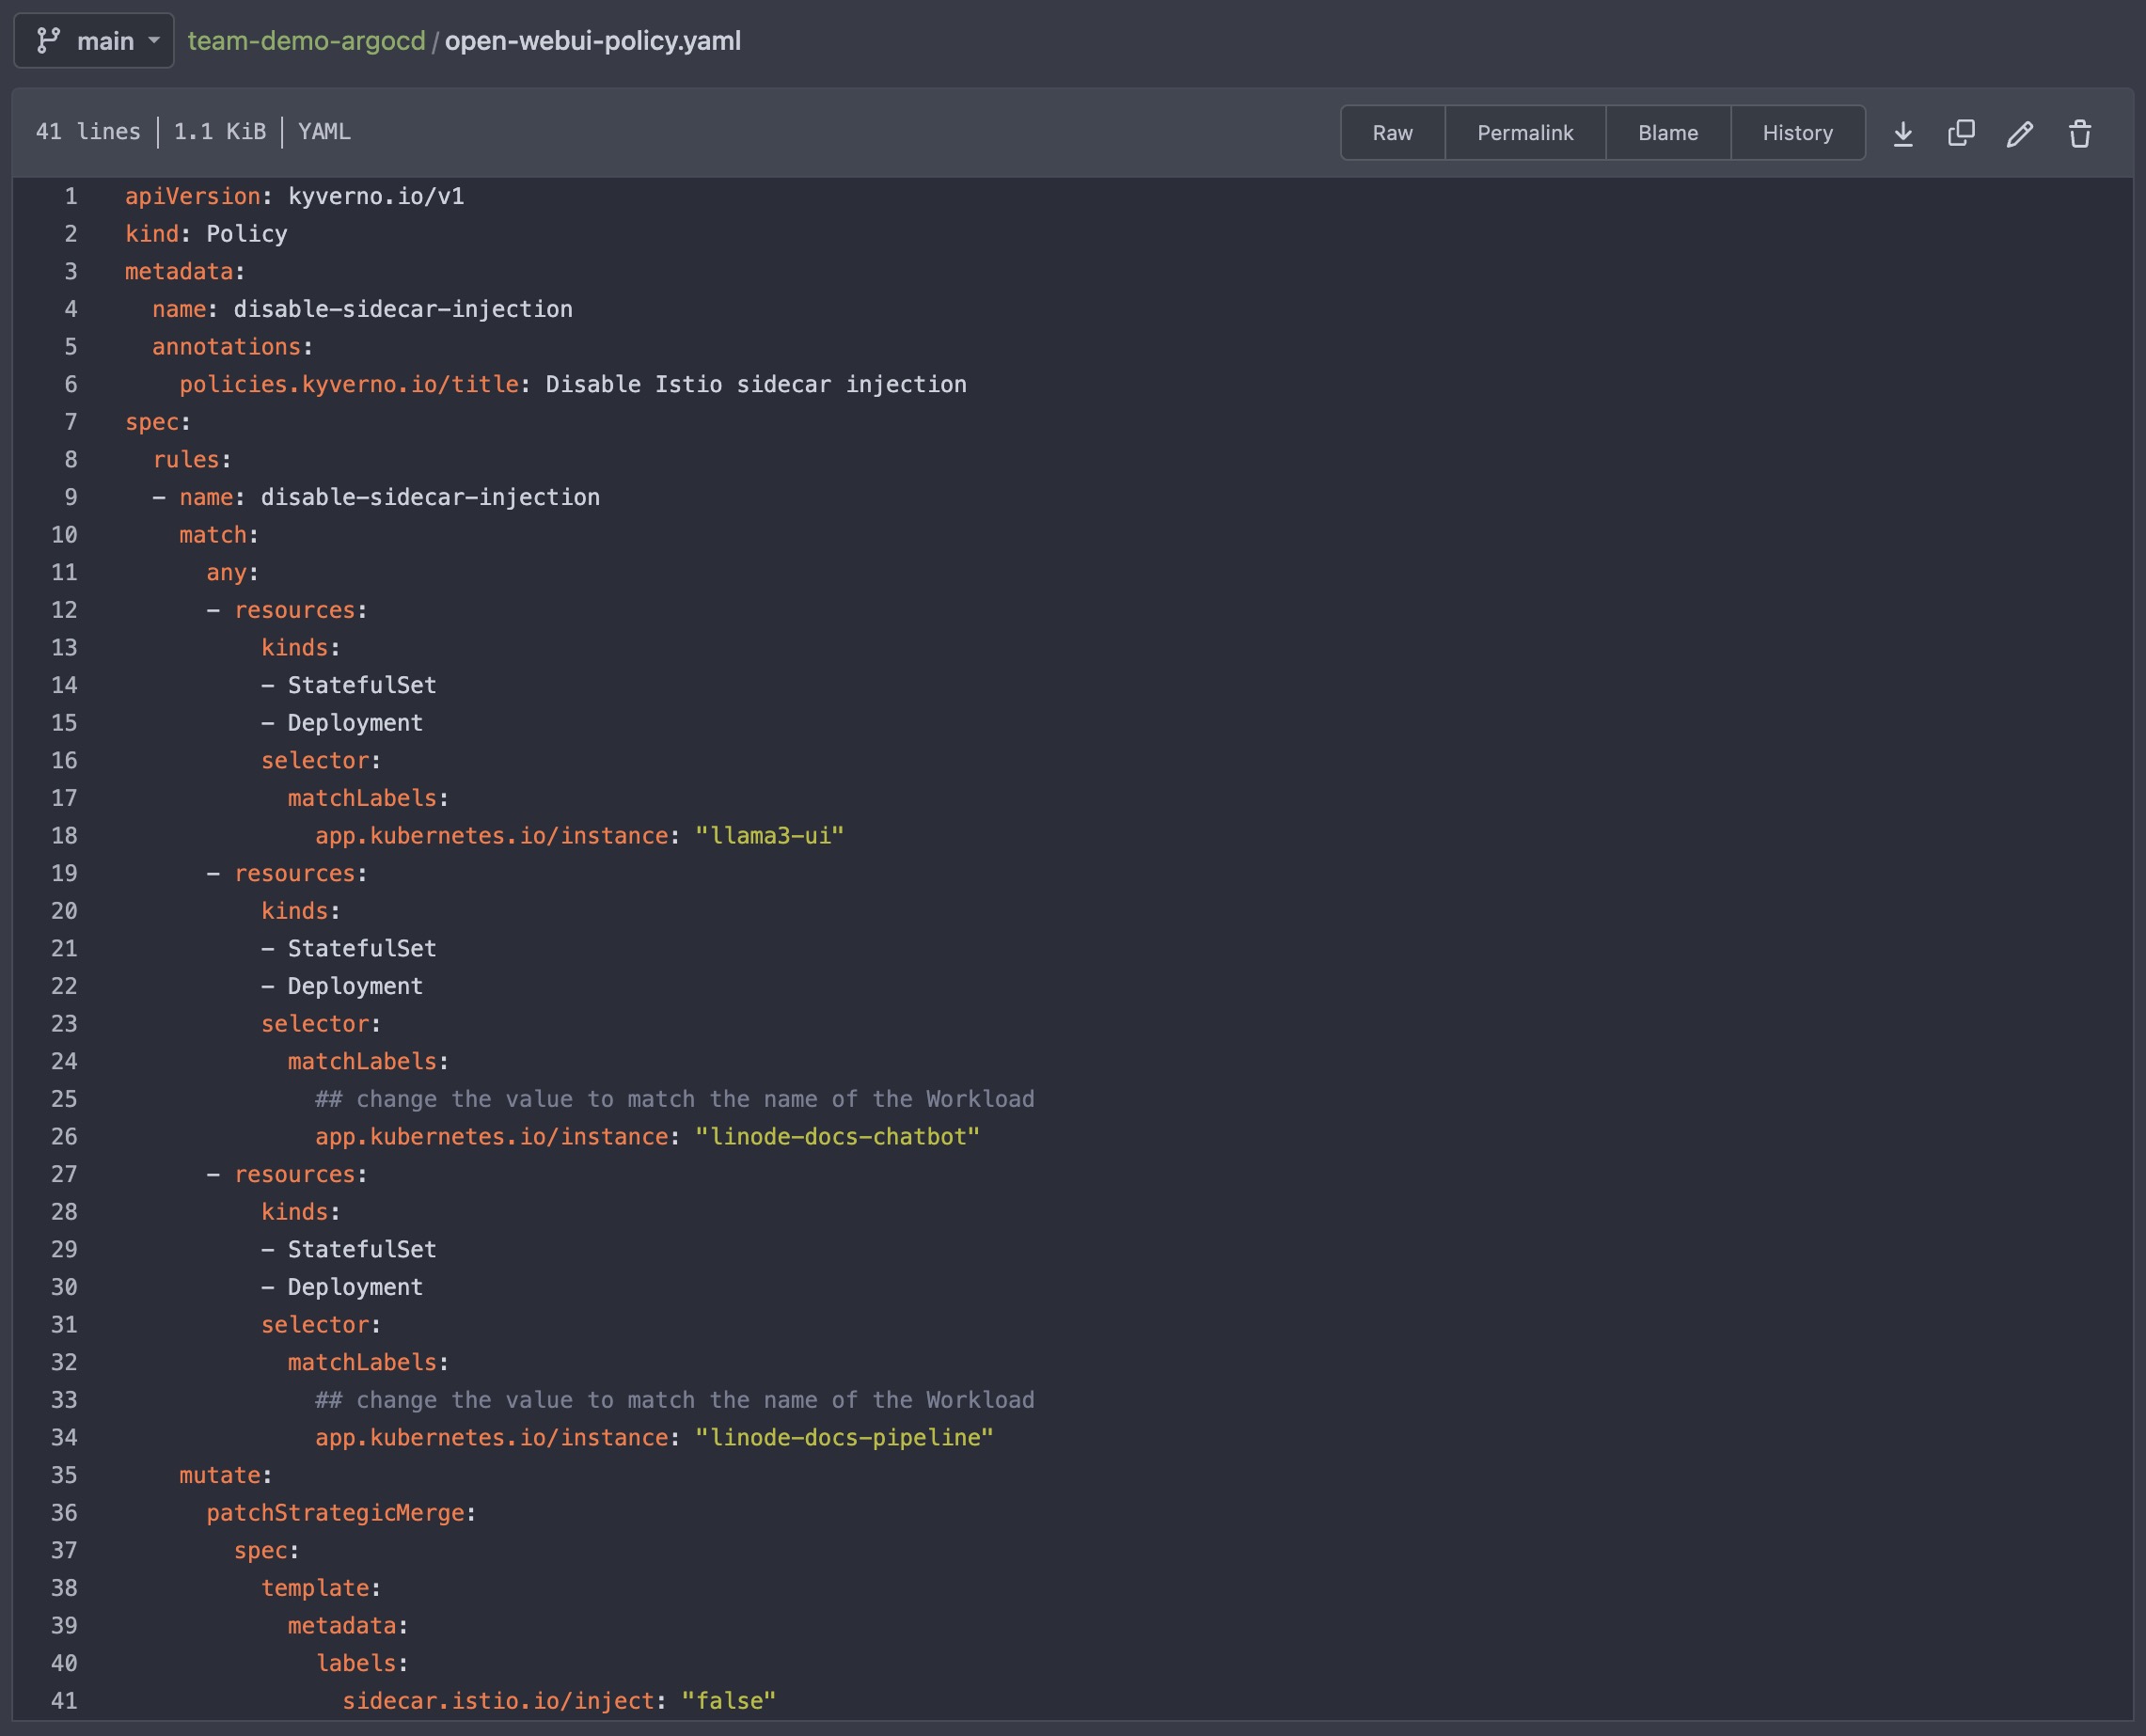 main team-demo-argocd/open-webui-policy.yaml
41 lines 1.1 KiB YAML Raw Permalink Blame History
1 apiVersion: kyverno.io/v1
2 kind: Policy
3 metadata:
4   name: disable-sidecar-injection
5   annotations:
6     policies.kyverno.io/title: Disable Istio sidecar injection
7 spec:
8   rules:
9   - name: disable-sidecar-injection
10     match:
11       any:
12       - resources:
13           kinds:
14           - StatefulSet
15           - Deployment
16           selector:
17             matchLabels:
18               app.kubernetes.io/instance: "llama3-ui"
19       - resources:
20           kinds:
21           - StatefulSet
22           - Deployment
23           selector:
24             matchLabels:
25               ## change the value to match the name of the Workload
26               app.kubernetes.io/instance: "linode-docs-chatbot"
27       - resources:
28           kinds:
29           - StatefulSet
30           - Deployment
31           selector:
32             matchLabels:
33               ## change the value to match the name of the Workload
34               app.kubernetes.io/instance: "linode-docs-pipeline"
35     mutate:
36       patchStrategicMerge:
37         spec:
38           template:
39             metadata:
40               labels:
41                 sidecar.istio.io/inject: "false"